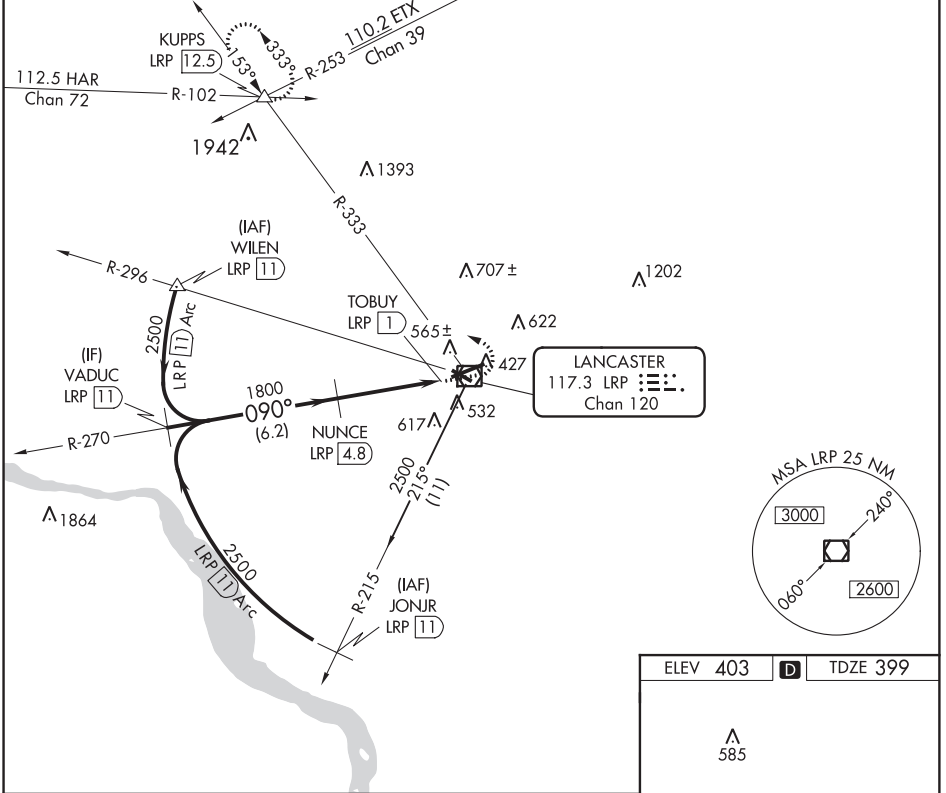 KUPPS
LRP 12.5
153°
333°
R-253
110.2 ETX
Chan 39
112.5 HAR
Chan 72
R-102
1942
1393
R-333
(IAF)
WILEN
LRP 11
R-296
2500
LRP 11 Arc
707 ±
1202
TOBUY
LRP 1
565±
622
427
LANCASTER
117.3 LRP
Chan 120
(IF)
VADUC
LRP 11
1800
090°
(6.2)
R-270
NUNCE
LRP 4.8
617
532
2500
215°
(11)
1864
2500
LRP 11 Arc
R-215
(IAF)
JONJR
LRP 11
MSA LRP 25 NM
3000
240°
060°
2600
ELEV 403 D TDZE 399
585